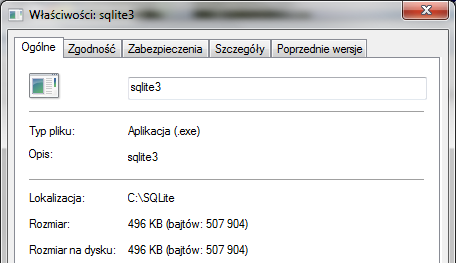 Właściwości: sqlite3
Ogólne Zgodność Zabezpieczenia Szczegóły Poprzednie wersje
sqlite3
Typ pliku: Aplikacja (.exe)
Opis: sqlite3
Lokalizacja: C:\SQLite
Rozmiar: 496 KB (bajtów: 507 904)
Rozmiar na dysku: 496 KB (bajtów: 507 904)